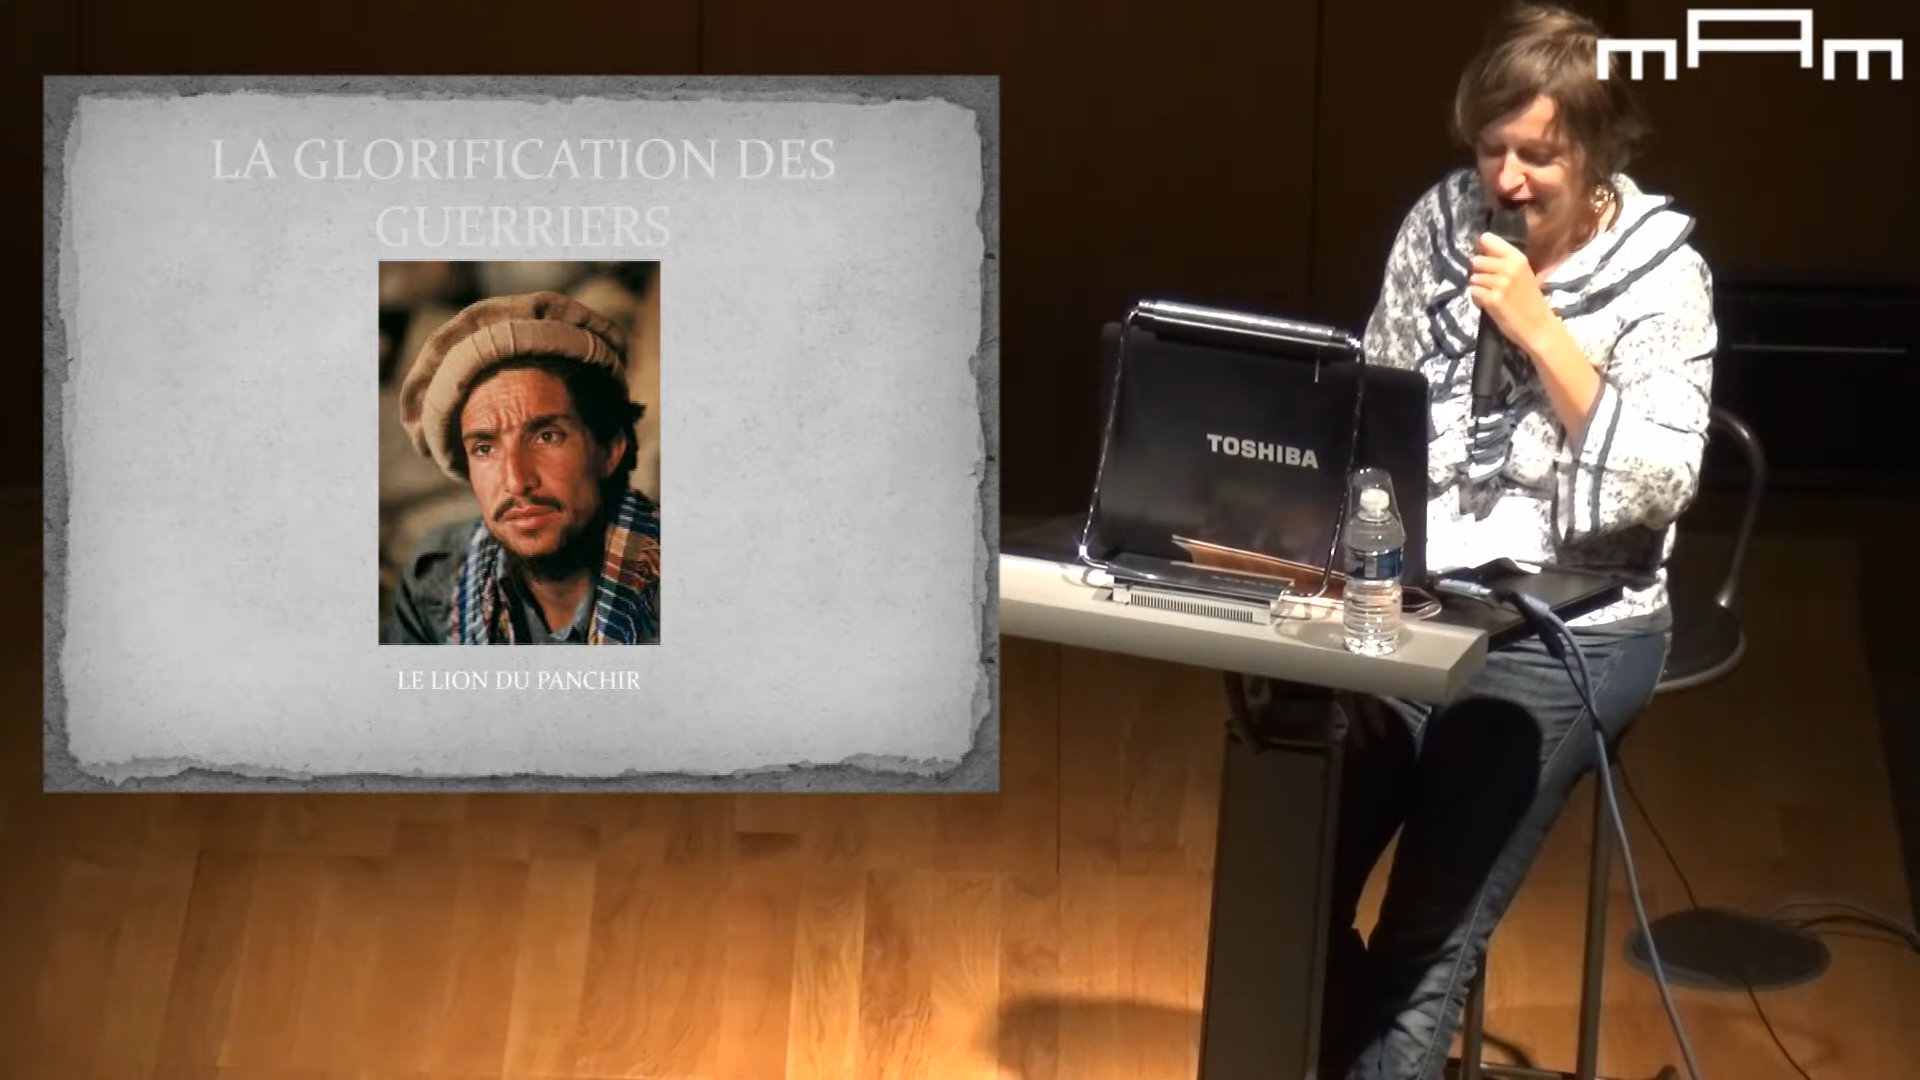 mAm
LA GLORIFICATION DES
GUERRIERS
LE LION DU PANCHIR
TOSHIBA